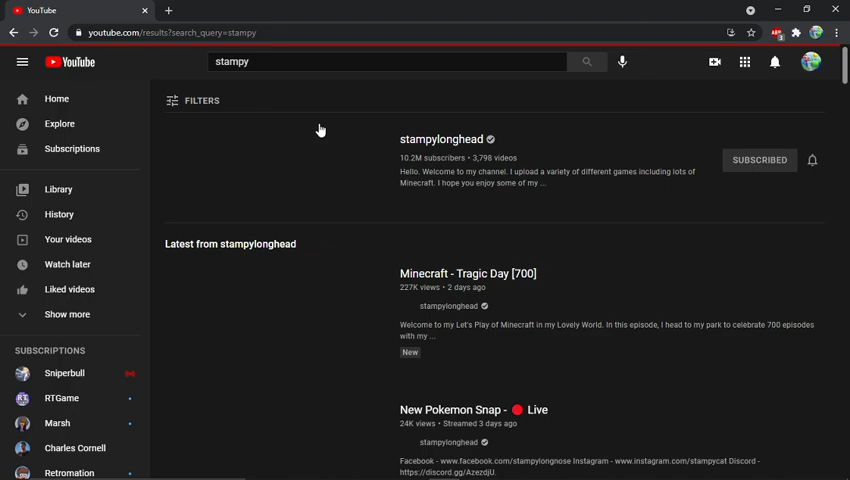 YouTube
youtube.com/results?search_query=stampy
ABP
3
YouTube
stampy
Home
Explore
Subscriptions
Library
History
Your videos
Watch later
Liked videos
Show more
SUBSCRIPTIONS
Sniperbull
RT
RTGame
Marsh
Charles Cornell
Retromation
FILTERS
stampylonghead
10.2M subscribers • 3,798 videos
Hello. Welcome to my channel. I upload a variety of different games including lots of
Minecraft. I hope you enjoy some of my ...
SUBSCRIBED
Latest from stampylonghead
Minecraft - Tragic Day [700]
227K views • 2 days ago
stampylonghead
Welcome to my Let's Play of Minecraft in my Lovely World. In this episode, I head to my park to celebrate 700 episodes
with my ...
New
New Pokemon Snap - 🔴 Live
24K views • Streamed 3 days ago
stampylonghead
Facebook - www.facebook.com/stampylongnose Instagram - www.instagram.com/stampycat Discord -
https://discord.gg/AzezdjU.